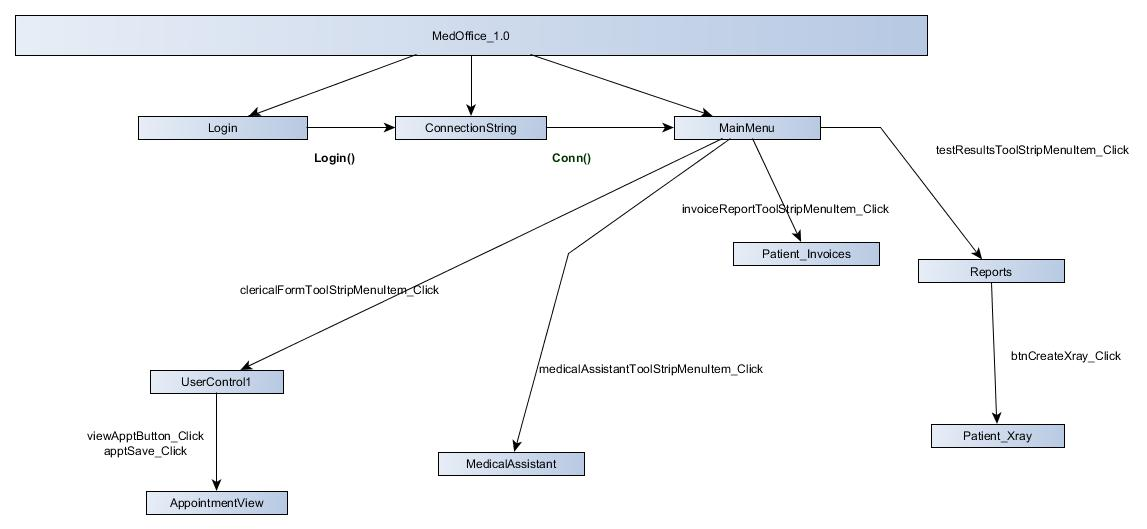 MedOffice_1.0
Login
ConnectionString
MainMenu
Login()
Conn()
testResultsToolStripMenuItem_Click
invoiceReportToolStripMenuItem_Click
Patient_Invoices
Reports
clericalFormToolStripMenuItem_Click
btnCreateXray_Click
medicalAssistantToolStripMenuItem_Click
UserControl1
viewApptButton_Click
apptSave_Click
Patient_Xray
MedicalAssistant
AppointmentView